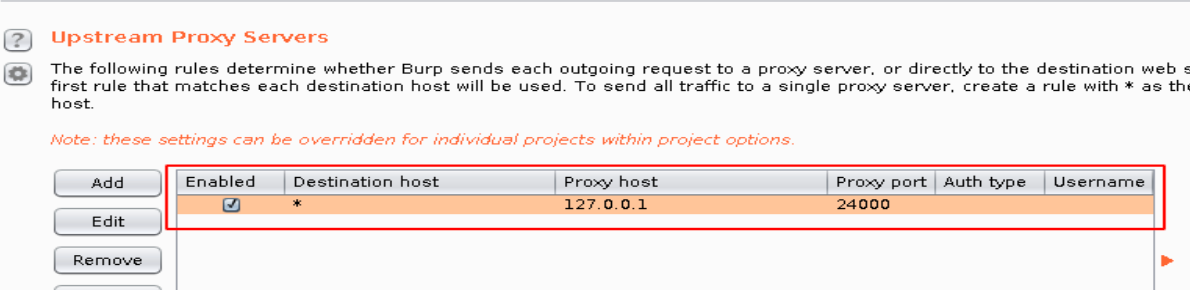 Upstream Proxy Servers
The following rules determine whether Burp sends each outgoing request to a proxy server, or directly to the destination web
first rule that matches each destination host will be used. To send all traffic to a single proxy server, create a rule with * as the
host.
Note: these settings can be overridden for individual projects within project options.
Add
Enabled Destination host Proxy host Proxy port Auth type Username
* 127.0.0.1 24000
Edit
Remove